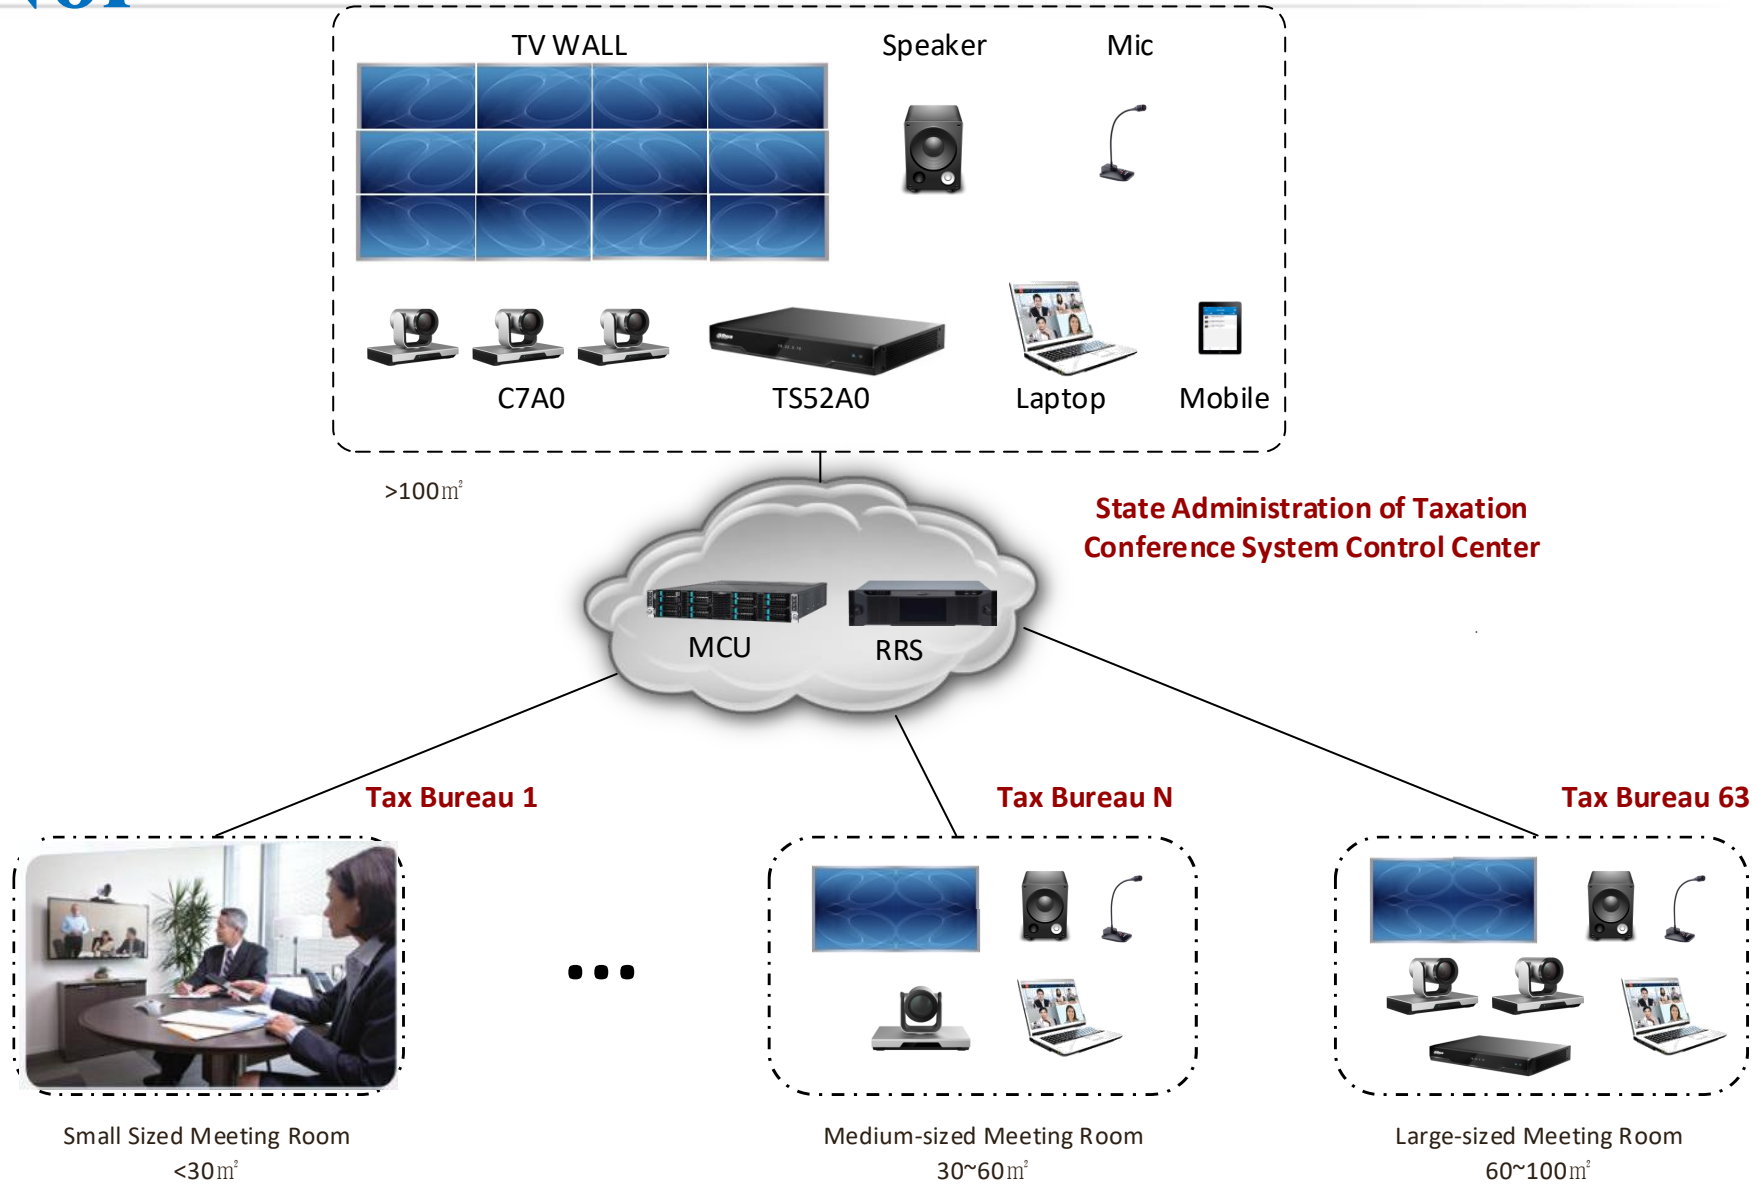 TV WALL
Speaker
Mic
C7A0
TS52A0
Laptop
Mobile
>100㎡
State Administration of Taxation
Conference System Control Center
MCU
RRS
Tax Bureau 1
Tax Bureau N
Tax Bureau 63
...
Small Sized Meeting Room
<30㎡
Medium-sized Meeting Room
30~60㎡
Large-sized Meeting Room
60~100㎡